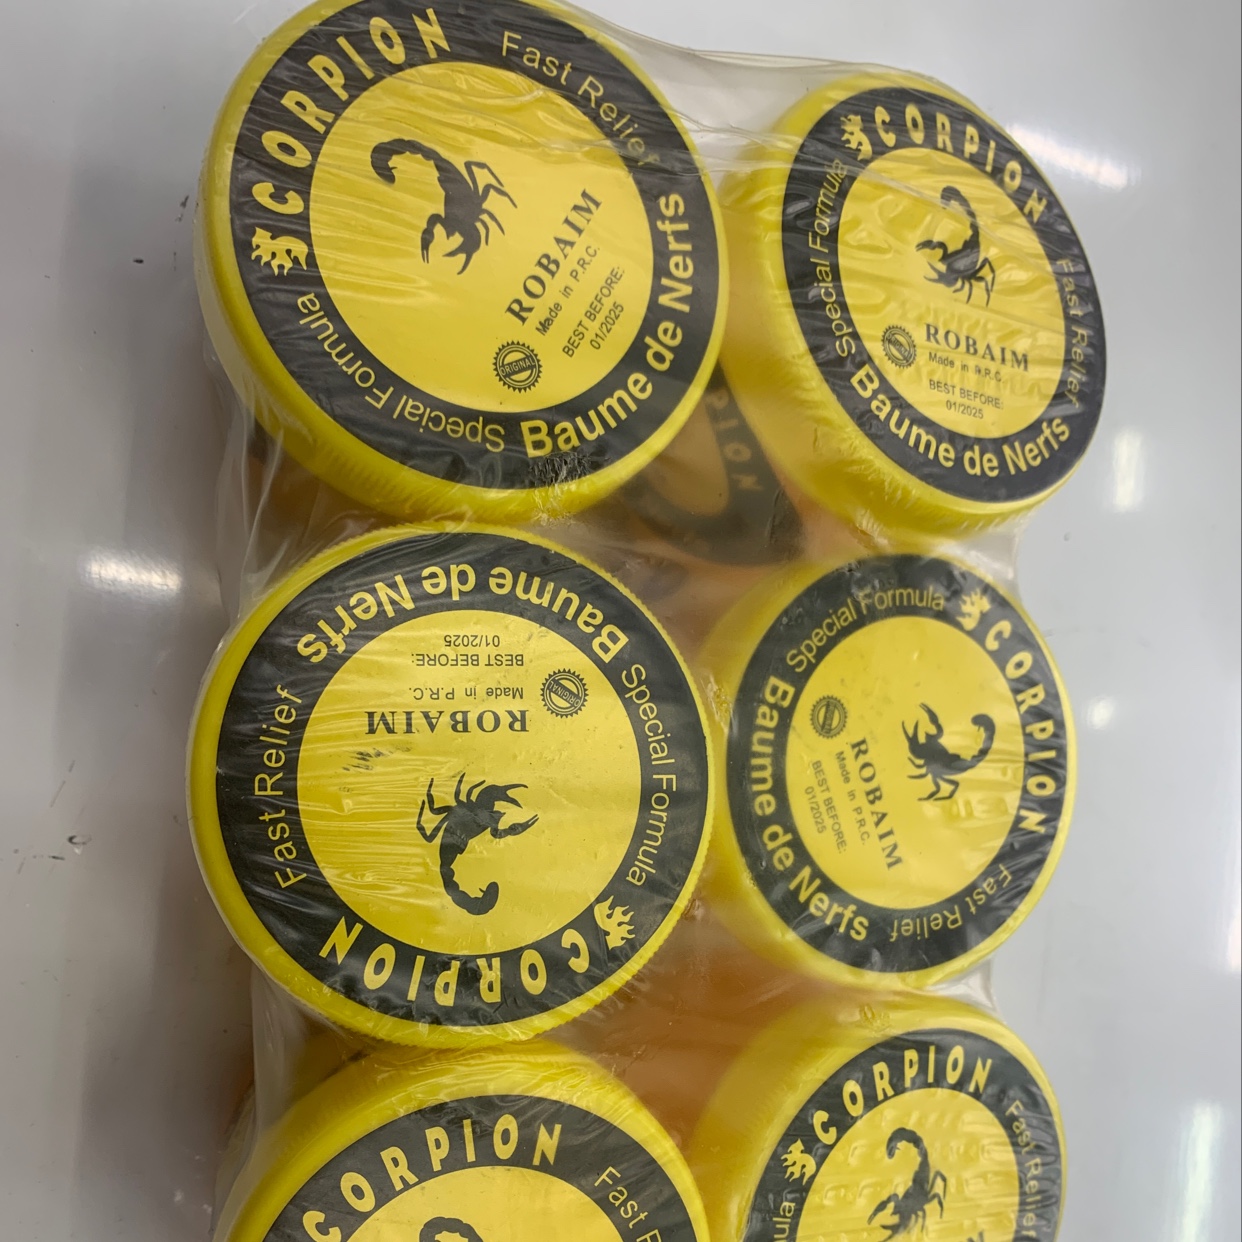 SCORPION
Fast Relief
ROBAIM
Made in P.R.C.
BEST BEFORE:
01/2025
ORIGINAL
Special Formula
Baume de Nerfs
SCORPION
Fast Relief
Special Formula
ROBAIM
Made in P.R.C.
BEST BEFORE:
01/2025
Baume de Nerfs
PION
SCORPION
Fast Relief
Special Formula
ROBAIM
Made in P.R.C.
BEST BEFORE:
01/2025
ORIGINAL
Baume de Nerfs
SCORPION
Fast Relief
Special Formula
ROBAIM
Made in P.R.C.
BEST BEFORE:
01/2025
Baume de Nerfs
CORPION
Fast
SCORPION
Fast Relief